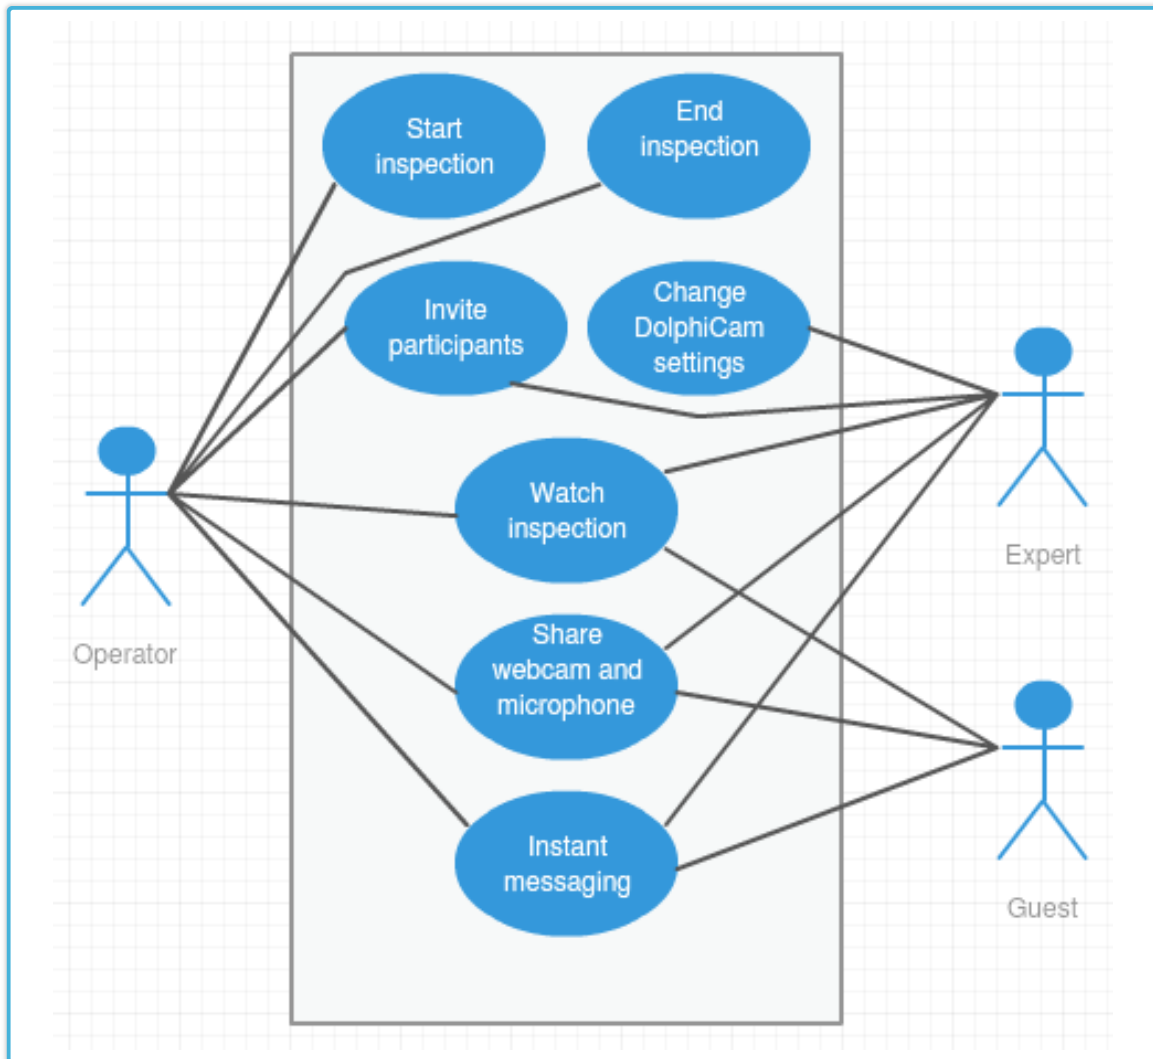 Start
inspection
End
inspection
Invite
participants
Change
DolphiCam
settings
Watch
inspection
Expert
Share
webcam and
microphone
Operator
Instant
messaging
Guest